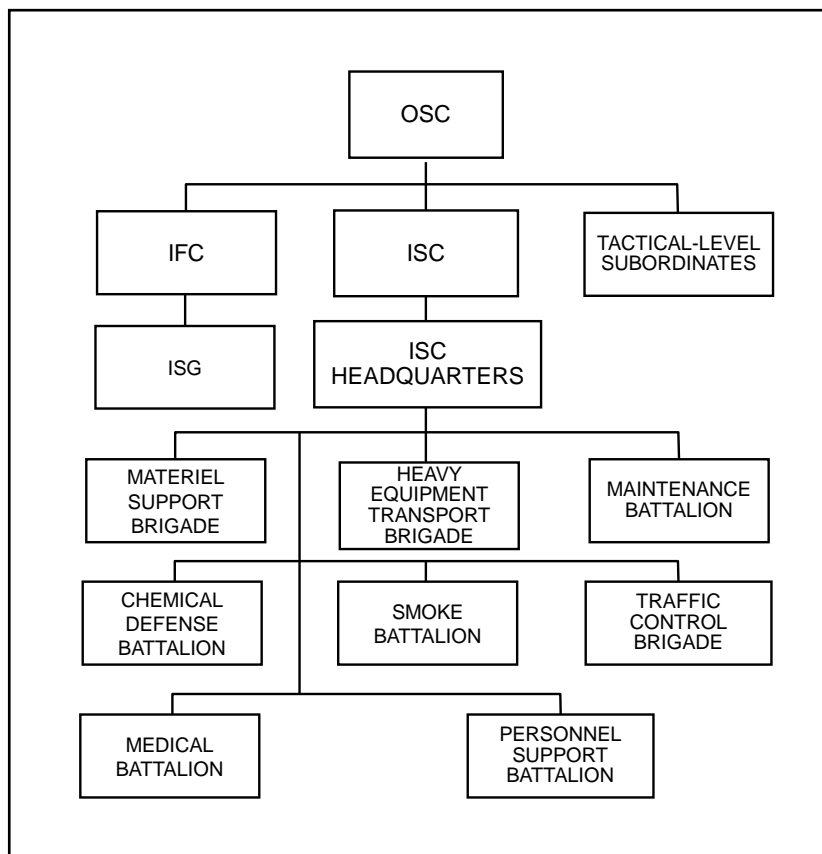 OSC
IFC
ISC
TACTICAL-LEVEL
SUBORDINATES
ISG
ISC
HEADQUARTERS
MATERIEL
SUPPORT
BRIGADE
HEAVY
EQUIPMENT
TRANSPORT
BRIGADE
MAINTENANCE
BATTALION
CHEMICAL
DEFENSE
BATTALION
SMOKE
BATTALION
TRAFFIC
CONTROL
BRIGADE
MEDICAL
BATTALION
PERSONNEL
SUPPORT
BATTALION